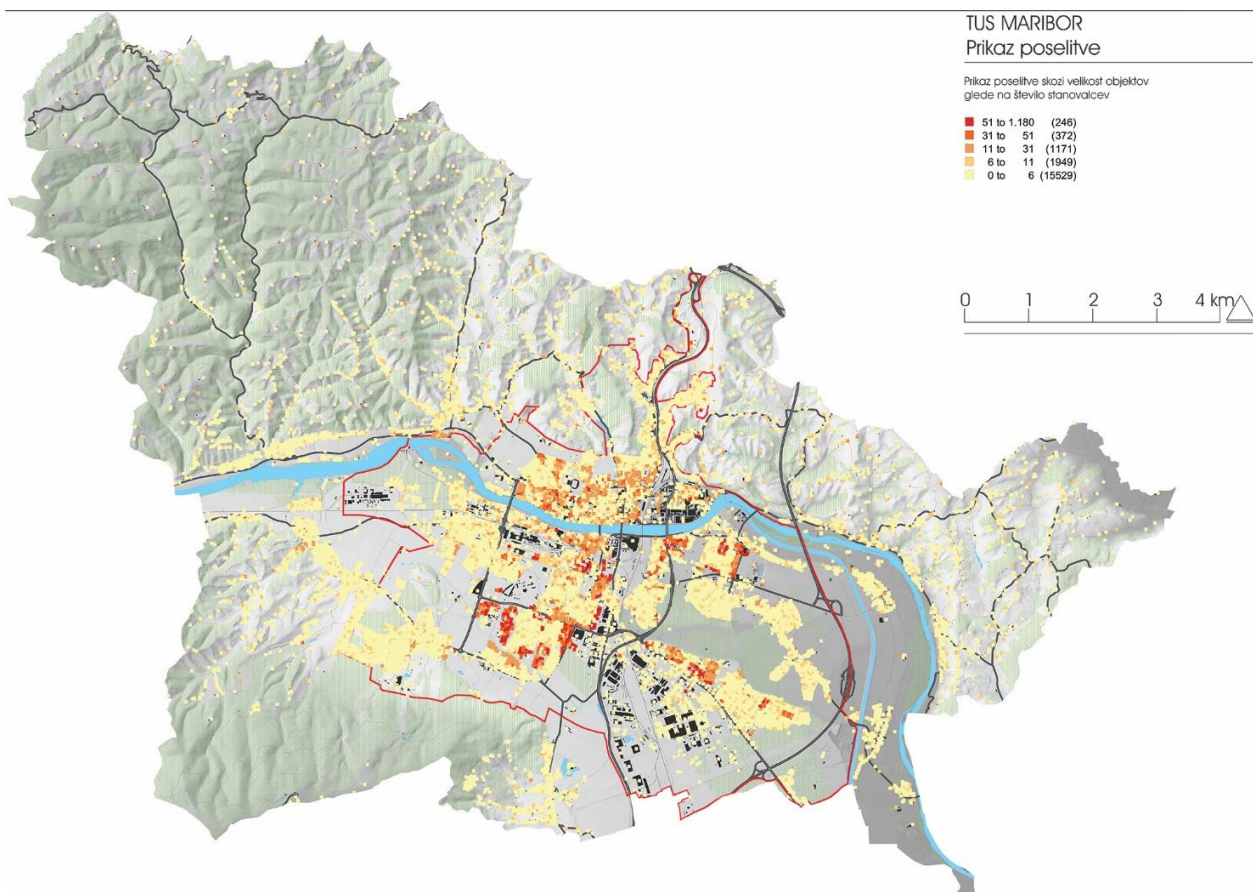 TUS MARIBOR
Prikaz poselitve
Prikaz poselitve skozi velikost objektov
glede na število stanovalcev
51 to 1.180 (246)
31 to 51 (372)
11 to 31 (1171)
6 to 11 (1949)
0 to 6 (15529)
0 1 2 3 4 km